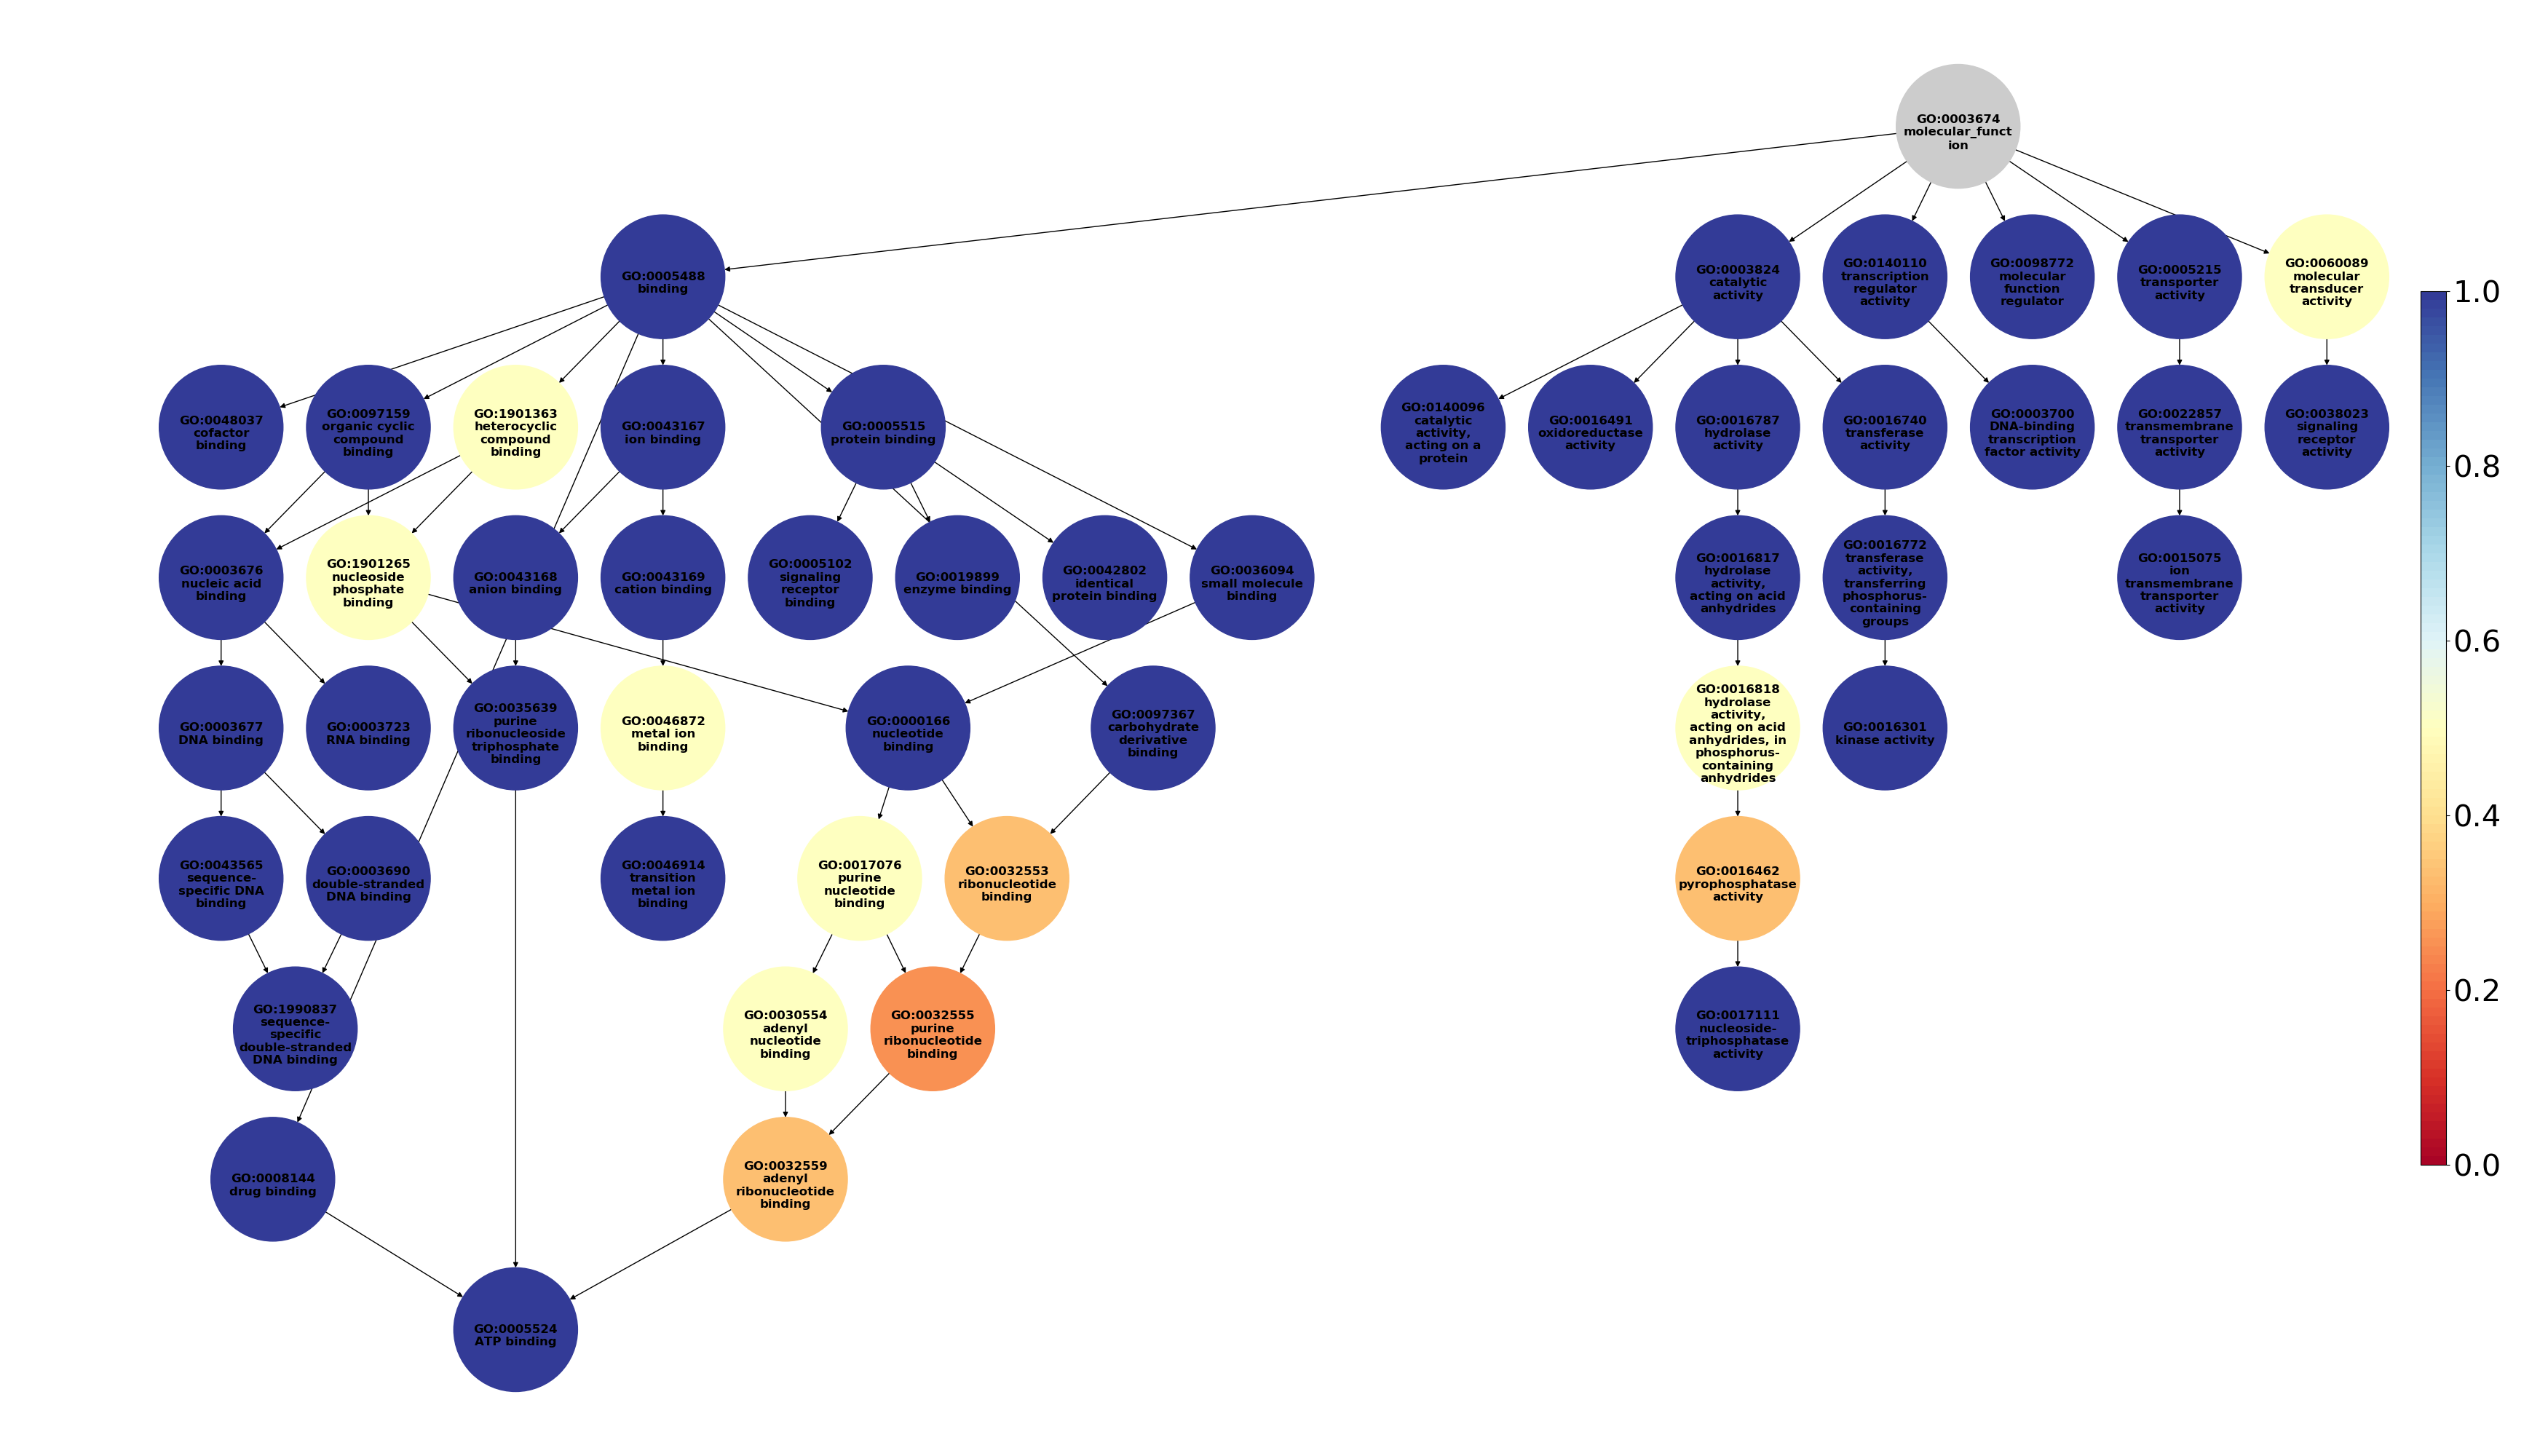 GO:0003674
molecular_funct
ion
GO:0005488
binding
GO:0003824
catalytic
activity
GO:0140110
transcription
regulator
activity
GO:0098772
molecular
function
regulator
GO:0005215
transporter
activity
GO:0060089
molecular
transducer
activity
GO:0048037
cofactor
binding
GO:0097159
organic cyclic
compound
binding
GO:1901363
heterocyclic
compound
binding
GO:0043167
ion binding
GO:0005515
protein binding
GO:0140096
catalytic
activity,
acting on a
protein
GO:0016491
oxidoreductase
activity
GO:0016787
hydrolase
activity
GO:0016740
transferase
activity
GO:0003700
DNA-binding
transcription
factor activity
GO:0022857
transmembrane
transporter
activity
GO:0038023
signaling
receptor
activity
GO:0003676
nucleic acid
binding
GO:1901265
nucleoside
phosphate
binding
GO:0043168
anion binding
GO:0043169
cation binding
GO:0005102
signaling
receptor
binding
GO:0019899
enzyme binding
GO:0042802
identical
protein binding
GO:0036094
small molecule
binding
GO:0016817
hydrolase
activity,
acting on acid
anhydrides
GO:0016772
transferase
activity,
transferring
phosphorus-
containing
groups
GO:0015075
ion
transmembrane
transporter
activity
GO:0003677
DNA binding
GO:0003723
RNA binding
GO:0035639
purine
ribonucleoside
triphosphate
binding
GO:0046872
metal ion
binding
GO:0000166
nucleotide
binding
GO:0097367
carbohydrate
derivative
binding
GO:0016818
hydrolase
activity,
acting on acid
anhydrides, in
phosphorus-
containing
anhydrides
GO:0016301
kinase activity
GO:0043565
sequence-
specific DNA
binding
GO:0003690
double-stranded
DNA binding
GO:0046914
transition
metal ion
binding
GO:0017076
purine
nucleotide
binding
GO:0032553
ribonucleotide
binding
GO:0016462
pyrophosphatase
activity
GO:1990837
sequence-
specific
double-stranded
DNA binding
GO:0030554
adenyl
nucleotide
binding
GO:0032555
purine
ribonucleotide
binding
GO:0017111
nucleoside-
triphosphatase
activity
GO:0008144
drug binding
GO:0032559
adenyl
ribonucleotide
binding
GO:0005524
ATP binding
1.0
0.8
0.6
0.4
0.2
0.0